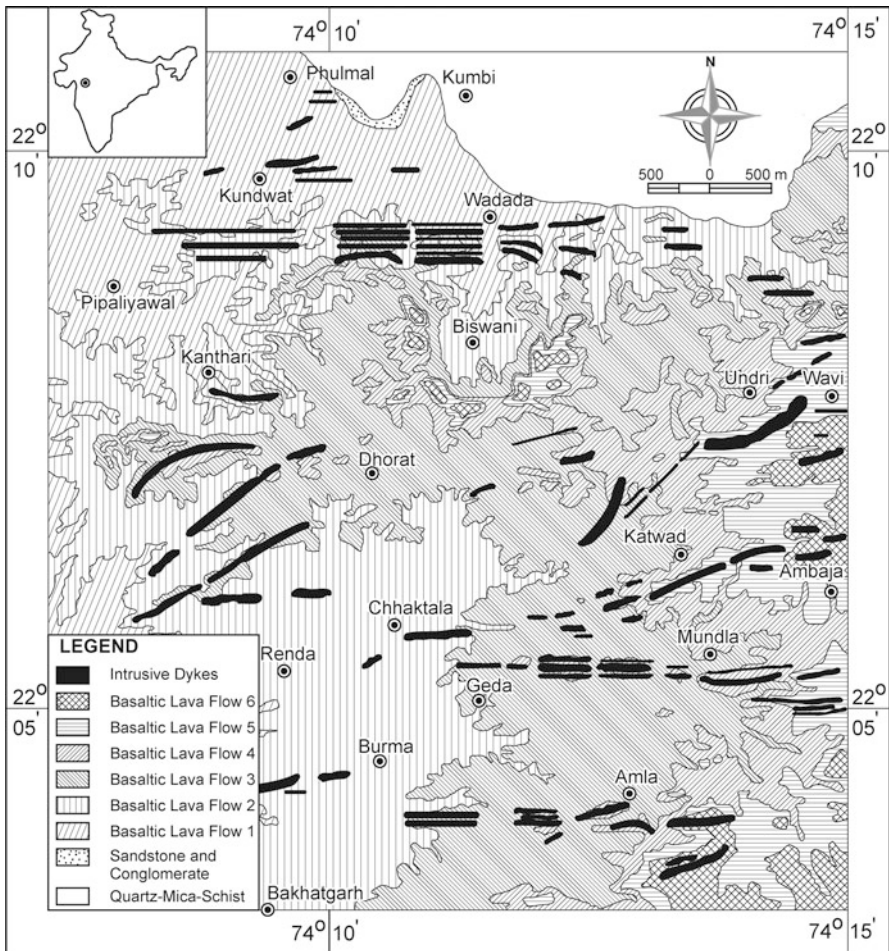 74° 10'
74° 15'
Phulmal
Kumbi
N
22° 10'
22° 10'
500 0 500 m
Kundwat
Wadada
Pipaliyawal
Biswani
Kanthari
Undri
Wavi
Dhorat
Katwad
Ambaja
Chhaktala
Mundla
LEGEND
Intrusive Dykes
Renda
Basaltic Lava Flow 6
Geda
22° 05'
22° 05'
Basaltic Lava Flow 5
Basaltic Lava Flow 4
Burma
Basaltic Lava Flow 3
Amla
Basaltic Lava Flow 2
Basaltic Lava Flow 1
Sandstone and
Conglomerate
Quartz-Mica-Schist
Bakhatgarh
74° 10'
74° 15'